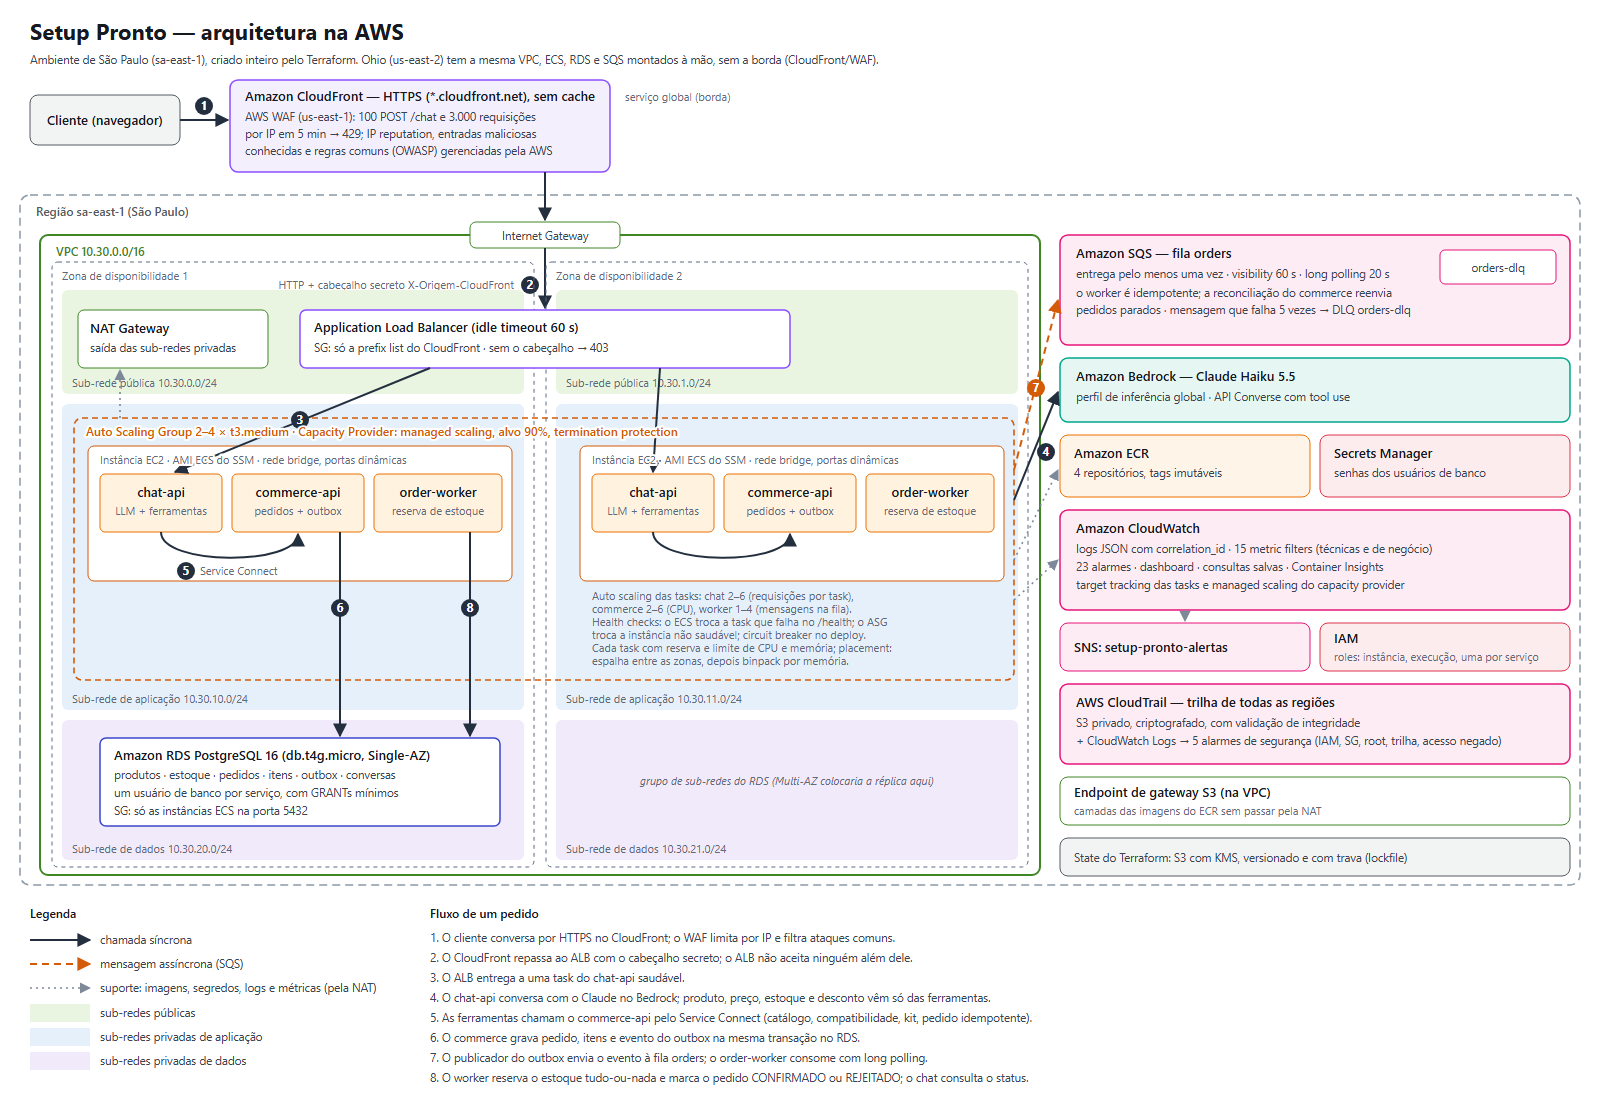 Setup Pronto — arquitetura na AWS
Ambiente de São Paulo (sa-east-1), criado inteiro pelo Terraform. Ohio (us-east-2) tem a mesma VPC, ECS, RDS e SQS montados à mão, sem a borda (CloudFront/WAF).
Cliente (navegador)
1
Amazon CloudFront — HTTPS (*.cloudfront.net), sem cache
AWS WAF (us-east-1): 100 POST /chat e 3.000 requisições
por IP em 5 min → 429; IP reputation, entradas maliciosas
conhecidas e regras comuns (OWASP) gerenciadas pela AWS
serviço global (borda)
Região sa-east-1 (São Paulo)
Internet Gateway
VPC 10.30.0.0/16
Zona de disponibilidade 1
Zona de disponibilidade 2
HTTP + cabeçalho secreto X-Origem-CloudFront
2
NAT Gateway
saída das sub-redes privadas
Application Load Balancer (idle timeout 60 s)
SG: só a prefix list do CloudFront · sem o cabeçalho → 403
Sub-rede pública 10.30.0.0/24
Sub-rede pública 10.30.1.0/24
3
Auto Scaling Group 2–4 × t3.medium · Capacity Provider: managed scaling, alvo 90%, termination protection
Instância EC2 · AMI ECS do SSM · rede bridge, portas dinâmicas
chat-api
LLM + ferramentas
commerce-api
pedidos + outbox
order-worker
reserva de estoque
5
Service Connect
6
8
Instância EC2 · AMI ECS do SSM · rede bridge, portas dinâmicas
chat-api
LLM + ferramentas
commerce-api
pedidos + outbox
order-worker
reserva de estoque
Auto scaling das tasks: chat 2–6 (requisições por task),
commerce 2–6 (CPU), worker 1–4 (mensagens na fila).
Health checks: o ECS troca a task que falha no /health; o ASG
troca a instância não saudável; circuit breaker no deploy.
Cada task com reserva e limite de CPU e memória; placement:
espalha entre as zonas, depois binpack por memória.
Sub-rede de aplicação 10.30.10.0/24
Sub-rede de aplicação 10.30.11.0/24
Amazon RDS PostgreSQL 16 (db.t4g.micro, Single-AZ)
produtos · estoque · pedidos · itens · outbox · conversas
um usuário de banco por serviço, com GRANTs mínimos
SG: só as instâncias ECS na porta 5432
grupo de sub-redes do RDS (Multi-AZ colocaria a réplica aqui)
Sub-rede de dados 10.30.20.0/24
Sub-rede de dados 10.30.21.0/24
7
4
Amazon SQS — fila orders
entrega pelo menos uma vez · visibility 60 s · long polling 20 s
o worker é idempotente; a reconciliação do commerce reenvia
pedidos parados · mensagem que falha 5 vezes → DLQ orders-dlq
orders-dlq
Amazon Bedrock — Claude Haiku 5.5
perfil de inferência global · API Converse com tool use
Amazon ECR
4 repositórios, tags imutáveis
Secrets Manager
senhas dos usuários de banco
Amazon CloudWatch
logs JSON com correlation_id · 15 metric filters (técnicas e de negócio)
23 alarmes · dashboard · consultas salvas · Container Insights
target tracking das tasks e managed scaling do capacity provider
SNS: setup-pronto-alertas
IAM
roles: instância, execução, uma por serviço
AWS CloudTrail — trilha de todas as regiões
S3 privado, criptografado, com validação de integridade
+ CloudWatch Logs → 5 alarmes de segurança (IAM, SG, root, trilha, acesso negado)
Endpoint de gateway S3 (na VPC)
camadas das imagens do ECR sem passar pela NAT
State do Terraform: S3 com KMS, versionado e com trava (lockfile)
Legenda
chamada síncrona
mensagem assíncrona (SQS)
suporte: imagens, segredos, logs e métricas (pela NAT)
sub-redes públicas
sub-redes privadas de aplicação
sub-redes privadas de dados
Fluxo de um pedido
1. O cliente conversa por HTTPS no CloudFront; o WAF limita por IP e filtra ataques comuns.
2. O CloudFront repassa ao ALB com o cabeçalho secreto; o ALB não aceita ninguém além dele.
3. O ALB entrega a uma task do chat-api saudável.
4. O chat-api conversa com o Claude no Bedrock; produto, preço, estoque e desconto vêm só das ferramentas.
5. As ferramentas chamam o commerce-api pelo Service Connect (catálogo, compatibilidade, kit, pedido idempotente).
6. O commerce grava pedido, itens e evento do outbox na mesma transação no RDS.
7. O publicador do outbox envia o evento à fila orders; o order-worker consome com long polling.
8. O worker reserva o estoque tudo-ou-nada e marca o pedido CONFIRMADO ou REJEITADO; o chat consulta o status.